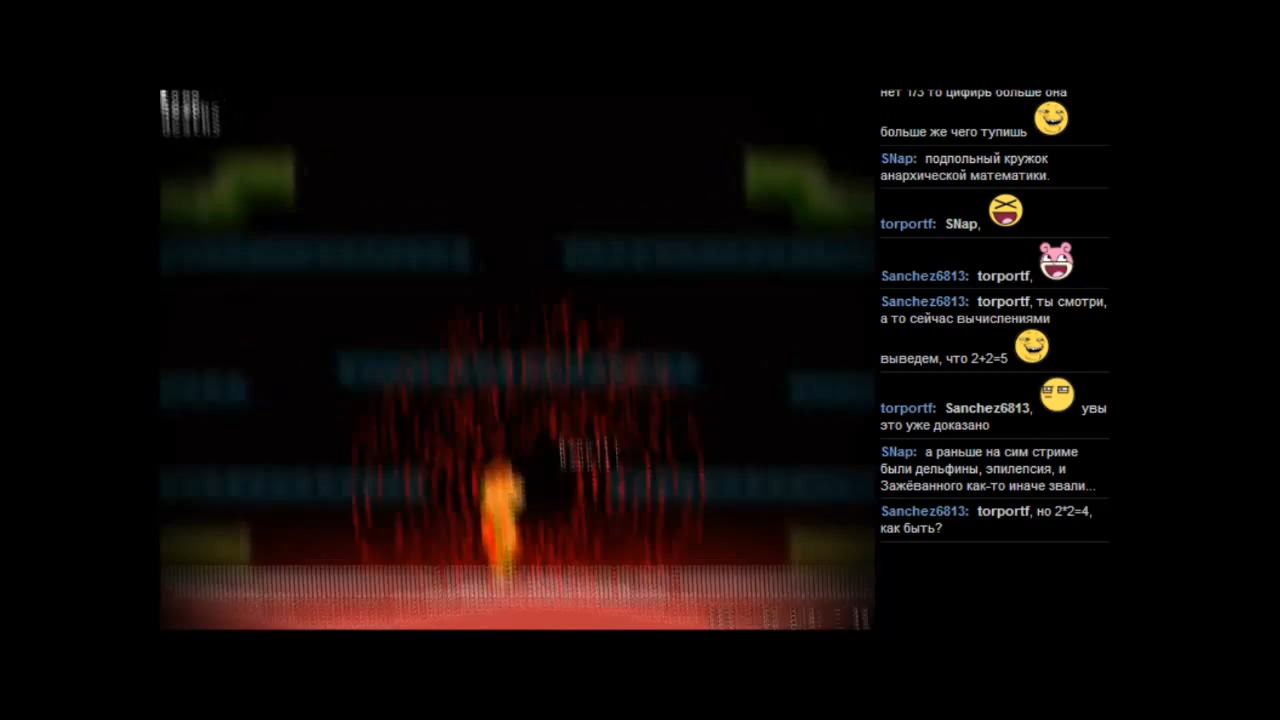 нет 1/3 то цифирь больше она
больше же чего тупишь
SNap: подпольный кружок
анархической математики.
torportf: SNap,
Sanchez6813: torportf,
Sanchez6813: torportf, ты смотри,
а то сейчас вычислениями
выведем, что 2+2=5
torportf: Sanchez6813, увы
это уже доказано
SNap: а раньше на сим стриме
были дельфины, эпилепсия, и
Зажёванного как-то иначе звали...
Sanchez6813: torportf, но 2*2=4,
как быть?